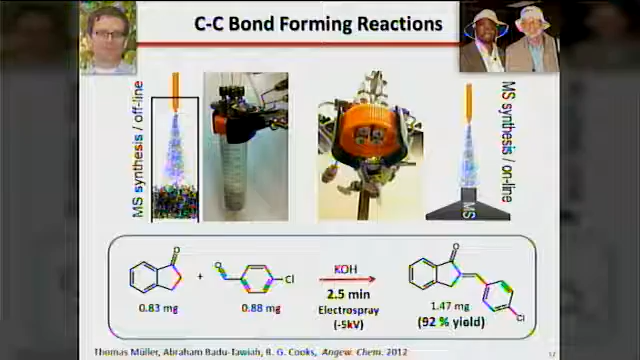 C-C Bond Forming Reactions
MS synthesis / off-line
MS synthesis / on-line
MS
O
O
+
Cl
KOH
2.5 min
Electrospray
(-5kV)
O
Cl
0.83 mg
0.88 mg
1.47 mg
(92 % yield)
Thomas Müller, Abraham Badu-Tawiah, R. G. Cooks, Angew. Chem. 2012